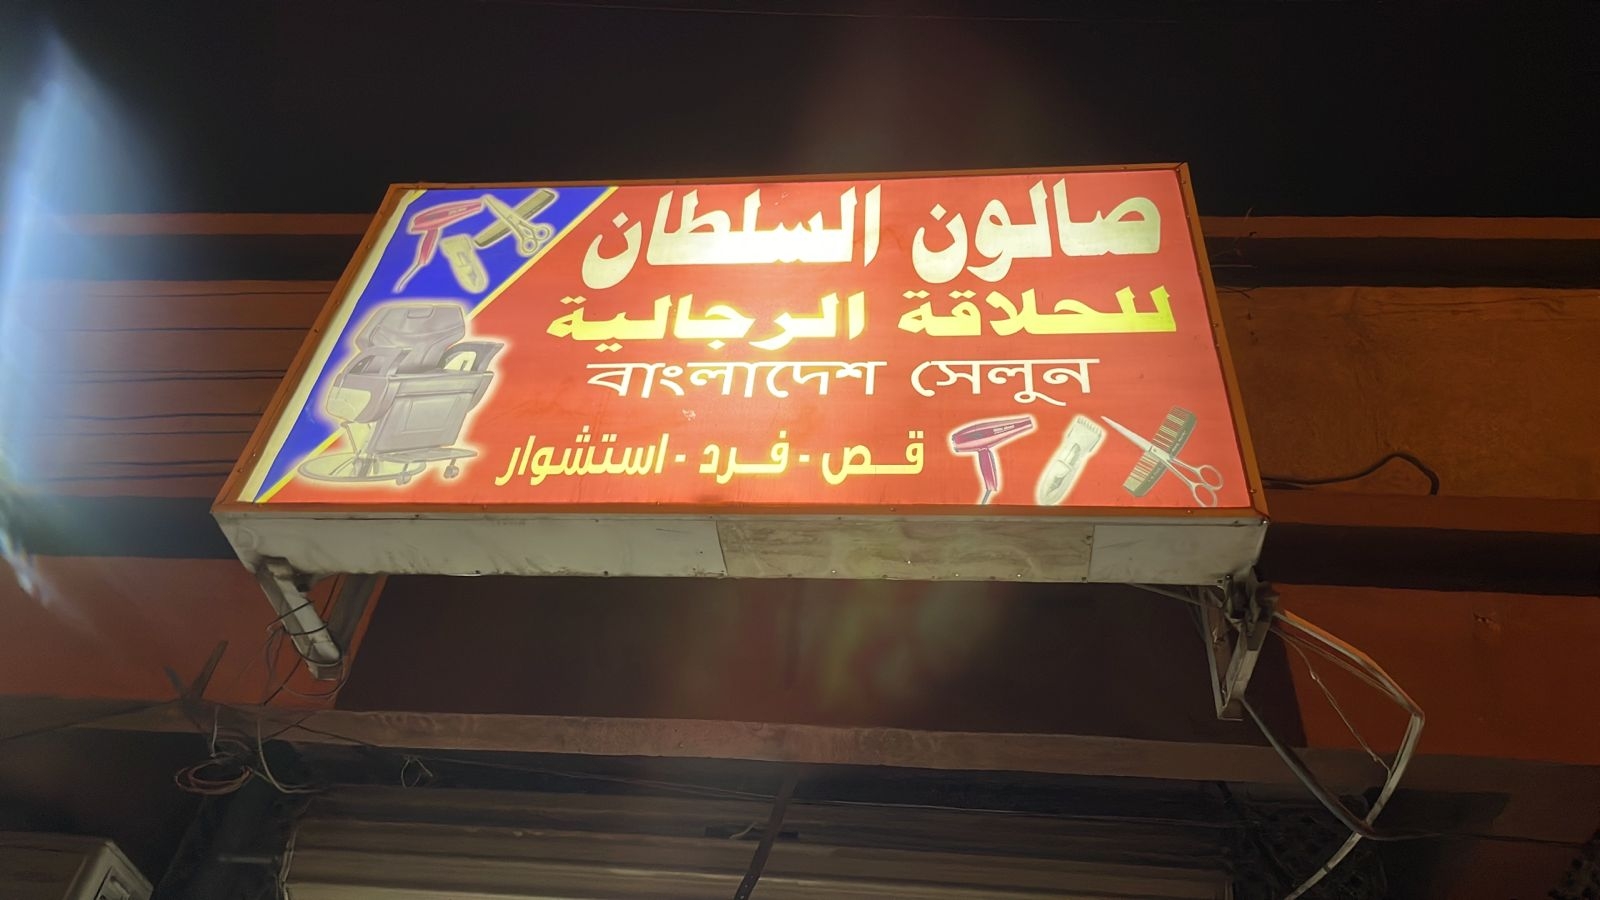 صالون السلطان
للحلاقة الرجالية
বাংলাদেশ সেলুন
قص - فرد - استشوار